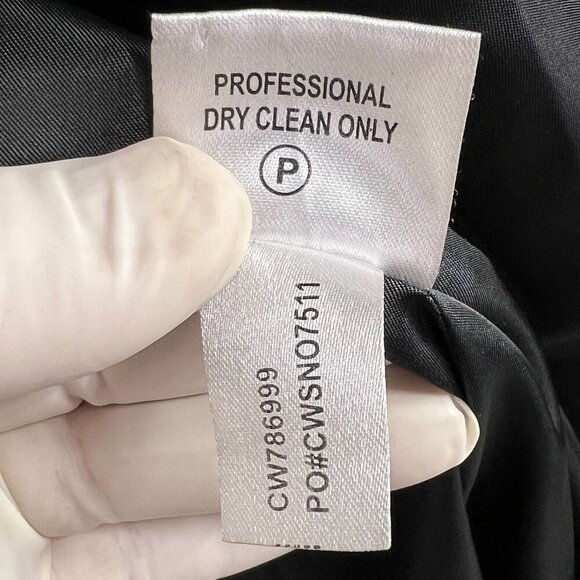 PROFESSIONAL
DRY CLEAN ONLY
P
CW786999
PO#CWSNO7511